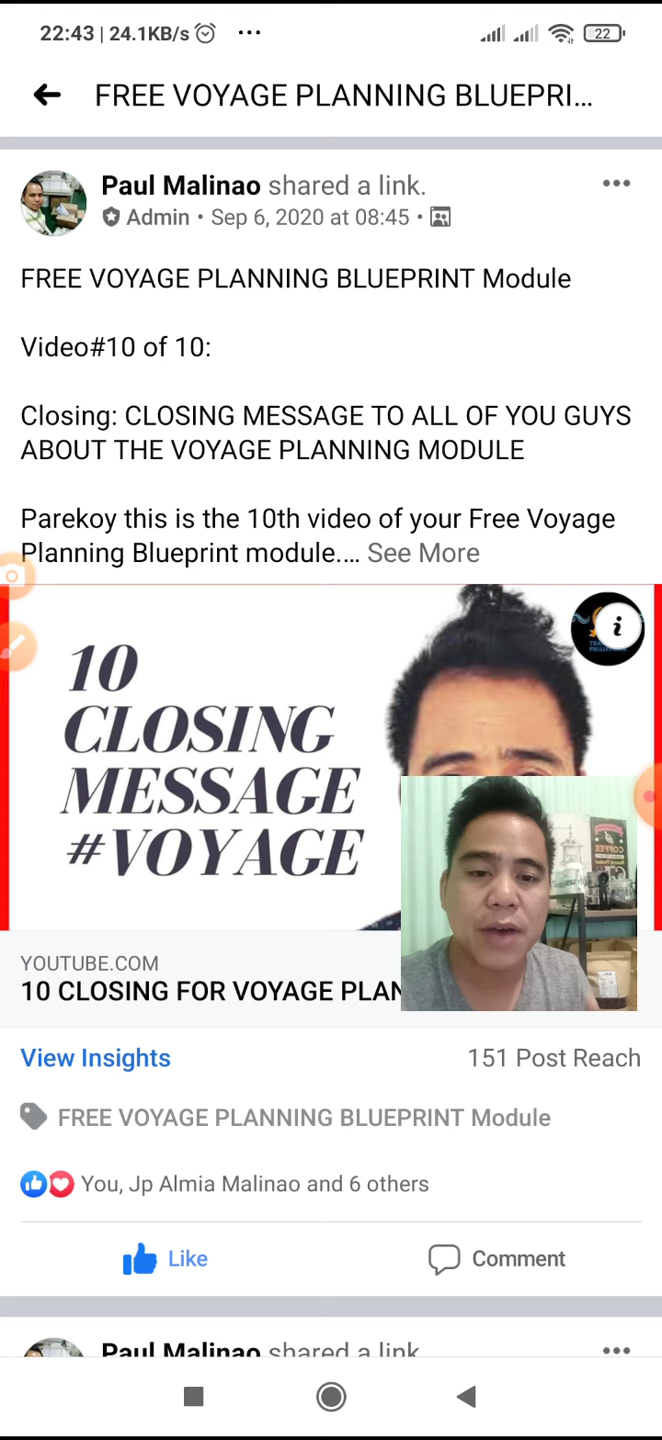 22:43 | 24.1KB/s
22
FREE VOYAGE PLANNING BLUEPRI...
Paul Malinao shared a link.
Admin • Sep 6, 2020 at 08:45 •
FREE VOYAGE PLANNING BLUEPRINT Module
Video#10 of 10:
Closing: CLOSING MESSAGE TO ALL OF YOU GUYS
ABOUT THE VOYAGE PLANNING MODULE
Parekoy this is the 10th video of your Free Voyage
Planning Blueprint module.... See More
10
CLOSING
MESSAGE
#VOYAGE
i
COFFEE
YOUTUBE.COM
10 CLOSING FOR VOYAGE PLAN
View Insights
151 Post Reach
FREE VOYAGE PLANNING BLUEPRINT Module
You, Jp Almia Malinao and 6 others
Like
Comment
Paul Malinao shared a link